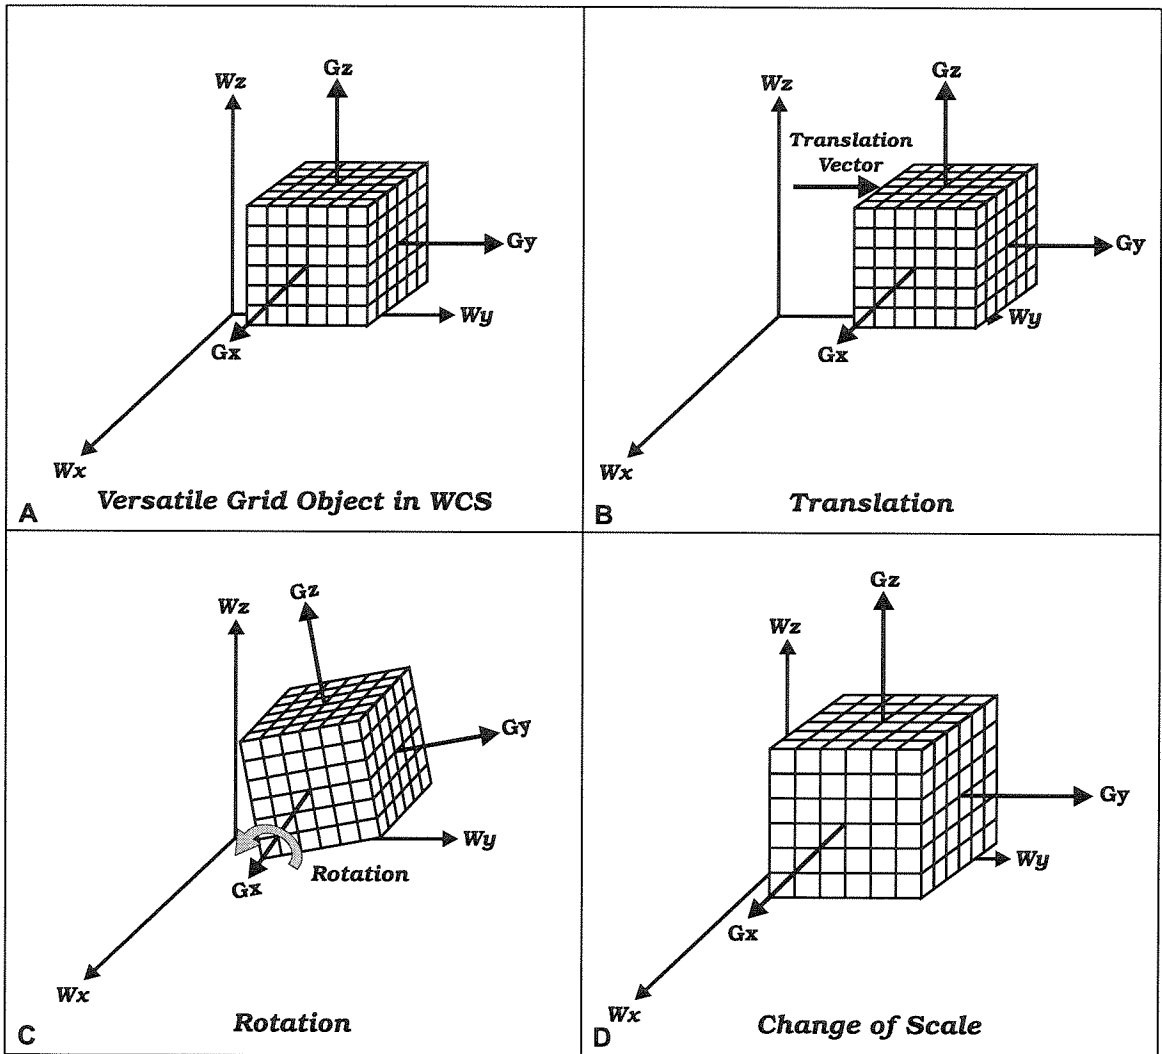 Wz
Gz
Gy
Wy
Gx
Wx
A
Versatile Grid Object in WCS
Wz
Gz
Translation
Vector
Gy
Wy
Gx
Wx
B
Translation
Wz
Gz
Gy
Wy
Gx
Rotation
Wx
C
Rotation
Gz
Wz
Gy
Wy
Gx
Wx
D
Change of Scale